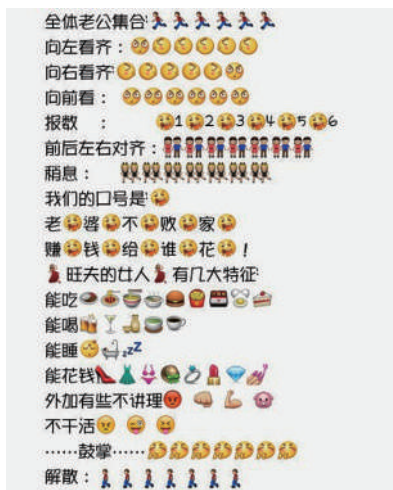 全体老公集合:
向左看齐:
向右看齐
向前看:
报数 : 1 2 3 4 5 6
前后左右对齐:
稍息:
我们的口号是:
老婆不败家
赚钱给谁花!
旺夫的女人有几大特征:
能吃
能喝
能睡 zZZ
能花钱
外加有些不讲理
不干活
······鼓掌······
解散: